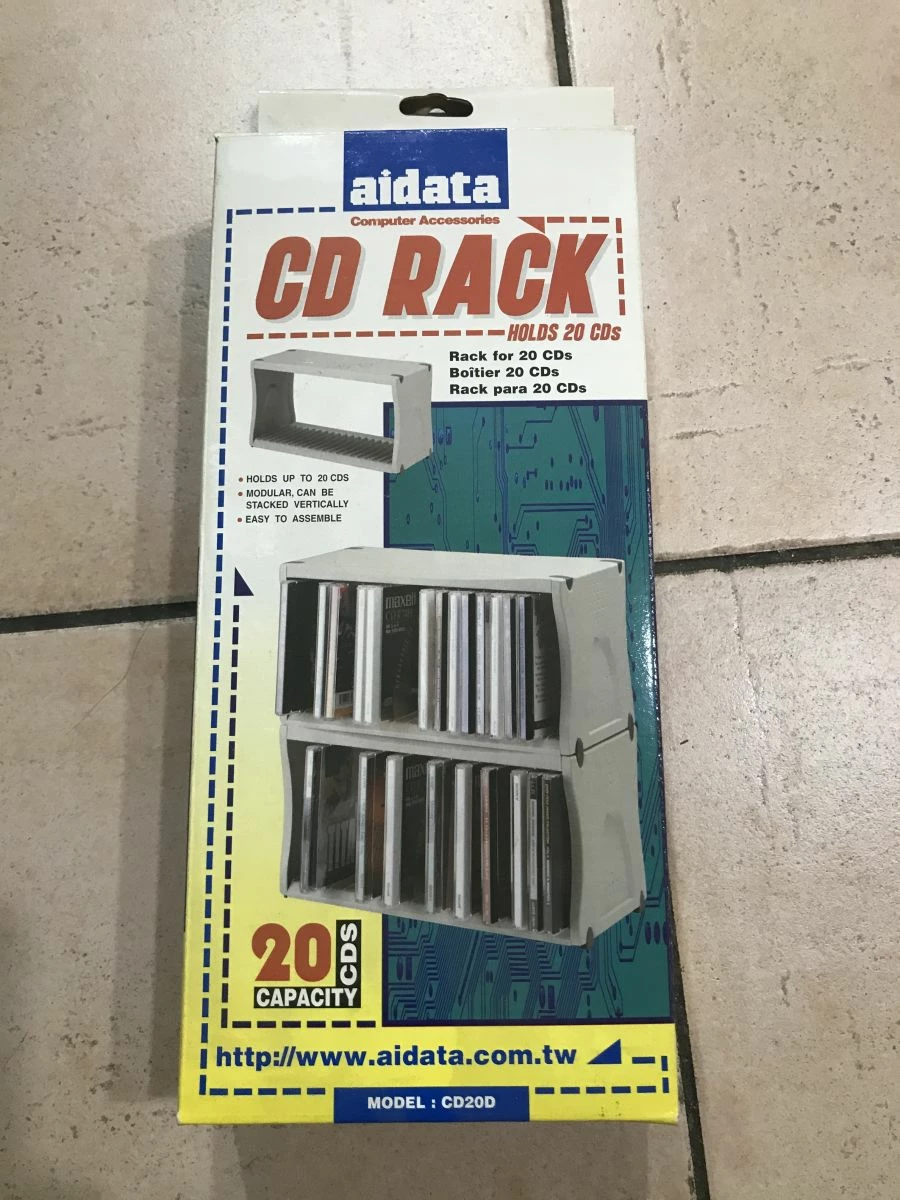 aidata
Computer Accessories
CD RACK
HOLDS 20 CDs
Rack for 20 CDs
Boîtier 20 CDs
Rack para 20 CDs
• HOLDS UP TO 20 CDS
• MODULAR, CAN BE
STACKED VERTICALLY
• EASY TO ASSEMBLE
maxell
20
CDS
CAPACITY
http://www.aidata.com.tw
MODEL : CD20D